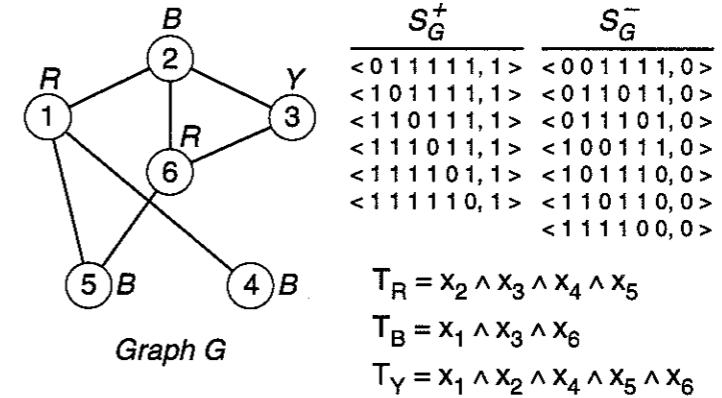 B
2
R
1
Y
3
R
6
5 B
4 B
Graph G
S_G^+ S_G^-
<011111,1> <001111,0>
<101111,1> <011011,0>
<110111,1> <011101,0>
<111011,1> <100111,0>
<111101,1> <101110,0>
<111110,1> <110110,0>
<111100,0>
T_R = x_2 ∧ x_3 ∧ x_4 ∧ x_5
T_B = x_1 ∧ x_3 ∧ x_6
T_Y = x_1 ∧ x_2 ∧ x_4 ∧ x_5 ∧ x_6